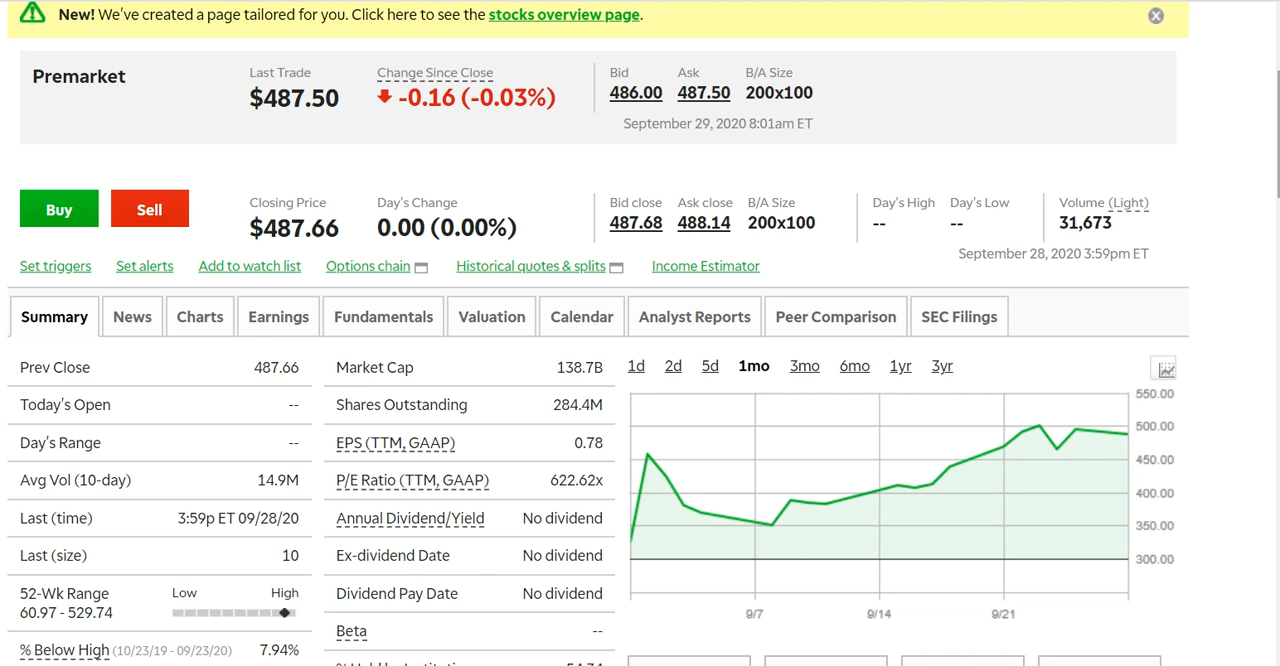 New! We've created a page tailored for you. Click here to see the stocks overview page.
Premarket
Last Trade
$487.50
Change Since Close
-0.16 (-0.03%)
Bid
486.00
Ask
487.50
B/A Size
200x100
September 29, 2020 8:01am ET
Buy
Sell
Closing Price
$487.66
Day's Change
0.00 (0.00%)
Bid close
487.68
Ask close
488.14
B/A Size
200x100
Day's High
--
Day's Low
--
Volume (Light)
31,673
September 28, 2020 3:59pm ET
Set triggers Set alerts Add to watch list Options chain Historical quotes & splits Income Estimator
Summary News Charts Earnings Fundamentals Valuation Calendar Analyst Reports Peer Comparison SEC Filings
Prev Close 487.66
Today's Open --
Day's Range --
Avg Vol (10-day) 14.9M
Last (time) 3:59p ET 09/28/20
Last (size) 10
52-Wk Range Low High
60.97 - 529.74
% Below High (10/23/19 - 09/23/20) 7.94%
Market Cap 138.7B
Shares Outstanding 284.4M
EPS (TTM, GAAP) 0.78
P/E Ratio (TTM, GAAP) 622.62x
Annual Dividend/Yield No dividend
Ex-dividend Date No dividend
Dividend Pay Date No dividend
Beta --
1d 2d 5d 1mo 3mo 6mo 1yr 3yr
550.00
500.00
450.00
400.00
350.00
300.00
9/7 9/14 9/21